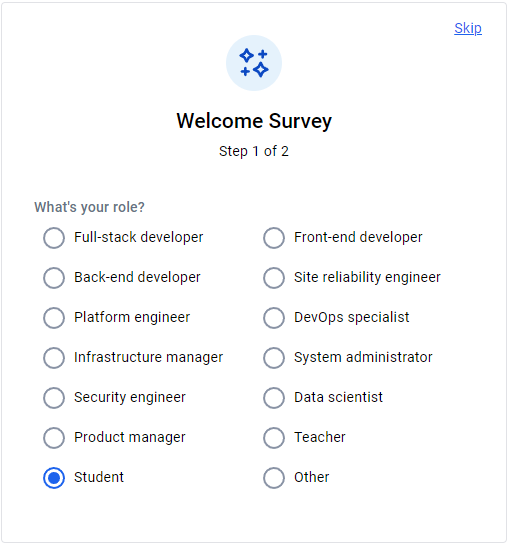 Skip
Welcome Survey
Step 1 of 2
What's your role?
Full-stack developer
Front-end developer
Back-end developer
Site reliability engineer
Platform engineer
DevOps specialist
Infrastructure manager
System administrator
Security engineer
Data scientist
Product manager
Teacher
Student
Other